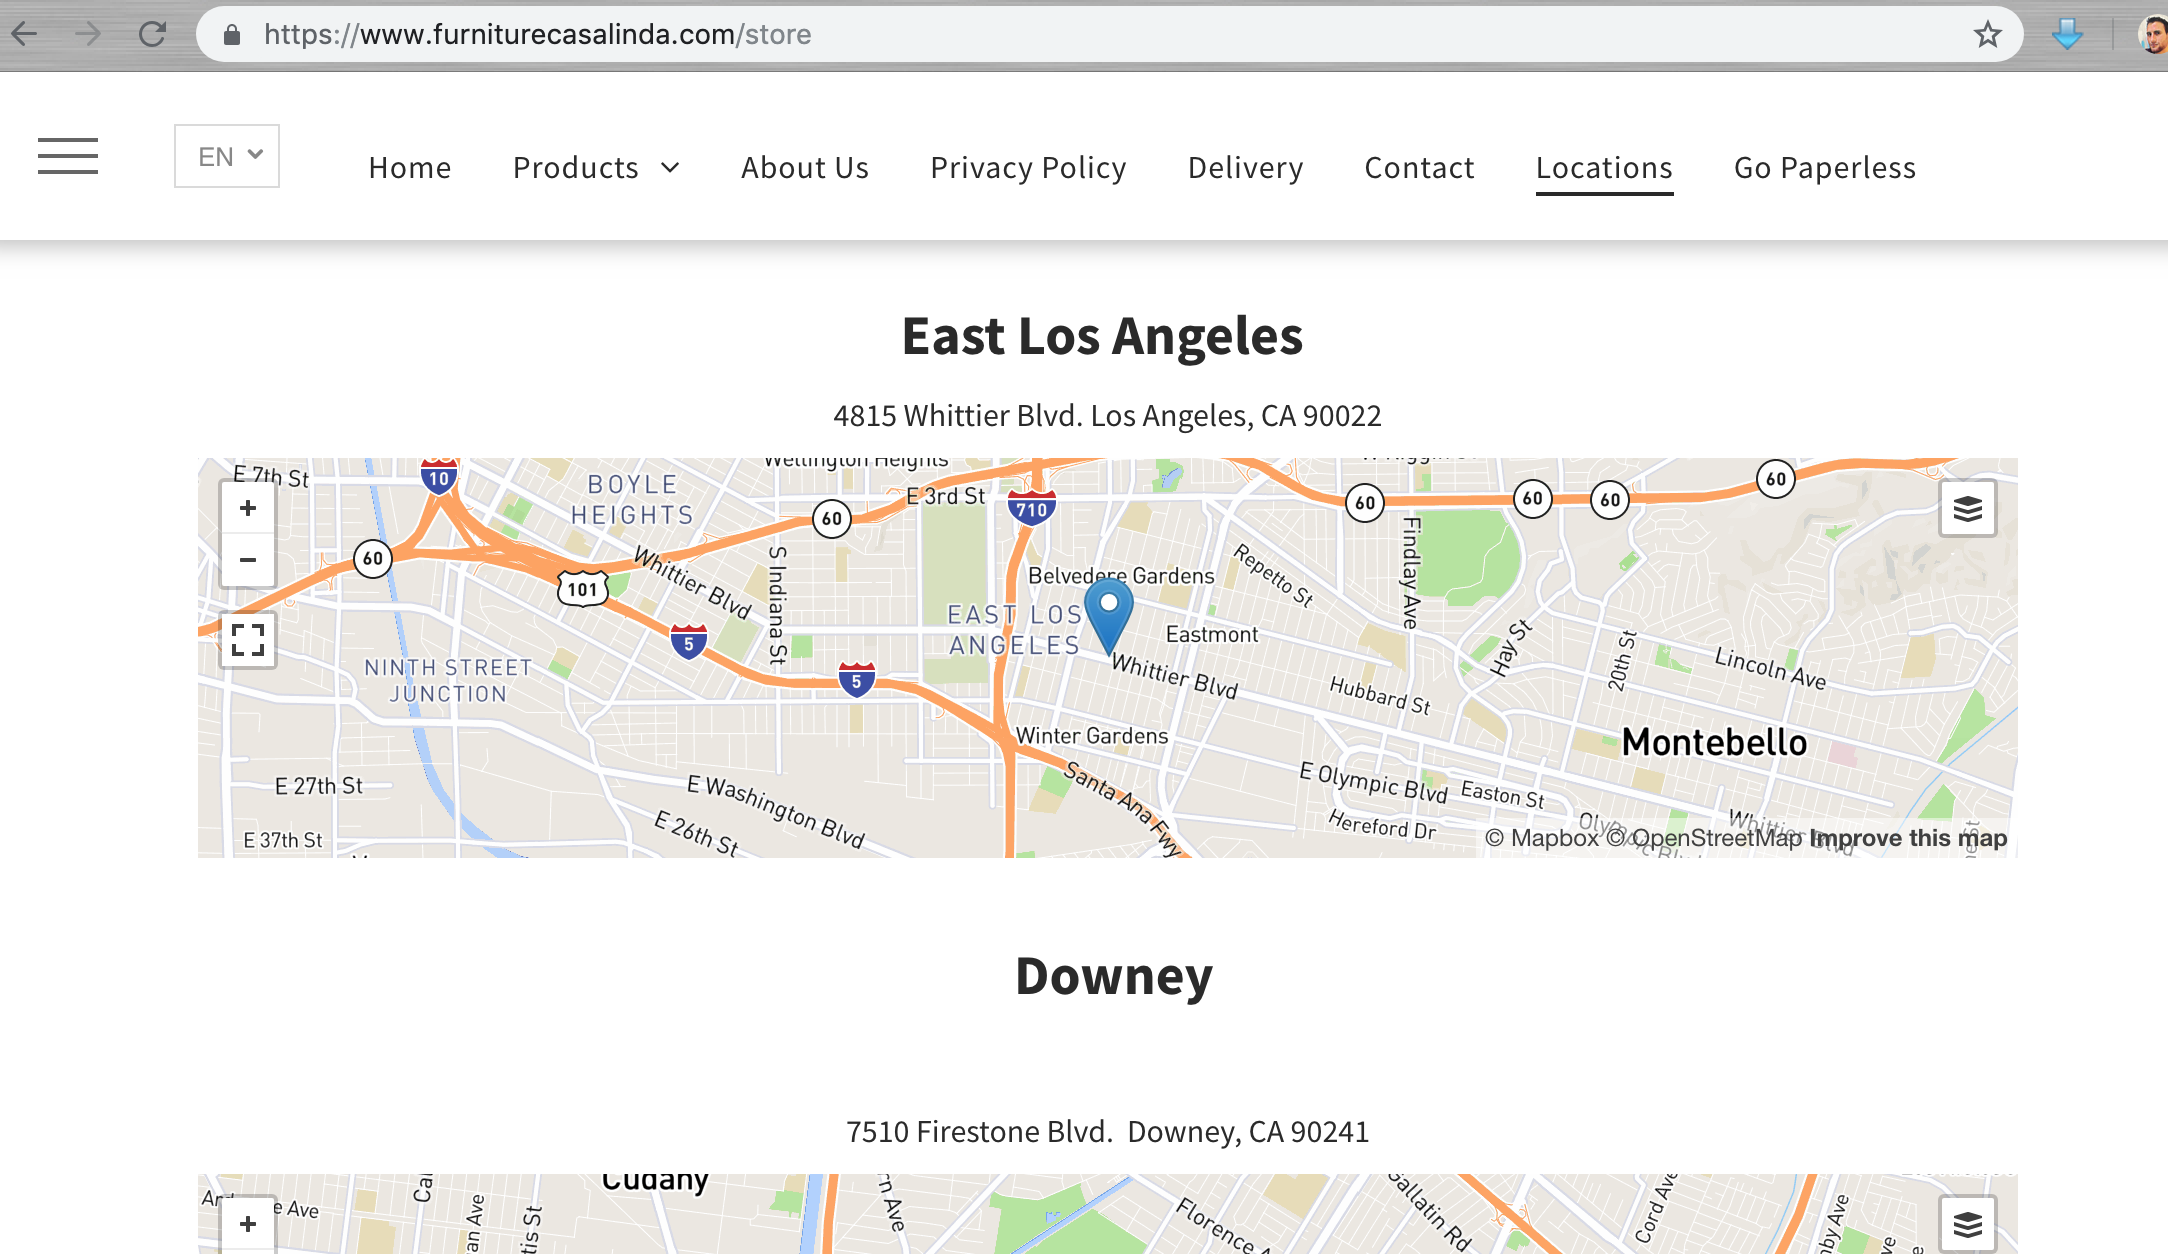 https://www.furniturecasalinda.com/store
EN
Home Products About Us Privacy Policy Delivery Contact Locations Go Paperless
East Los Angeles
4815 Whittier Blvd. Los Angeles, CA 90022
Wellington Heights
E 7th St
10
BOYLE
HEIGHTS
E 3rd St
710
60
60
60
60
60
60
+
−
Whittier Blvd
101
S Indiana St
5
5
Belvedere Gardens
EAST LOS
ANGELES
Repetto St
Findlay Ave
Eastmont
Whittier Blvd
Hay St
20th St
Lincoln Ave
Hubbard St
NINTH STREET
JUNCTION
Winter Gardens
Montebello
Santa Ana Fwy
E Olympic Blvd
Easton St
Hereford Dr
E 27th St
E Washington Blvd
E 26th St
E 37th St
Whittier Blvd
© Mapbox © OpenStreetMap Improve this map
Downey
7510 Firestone Blvd. Downey, CA 90241
Cudahy
+
Florence
Gallatin Rd
Cord Ave